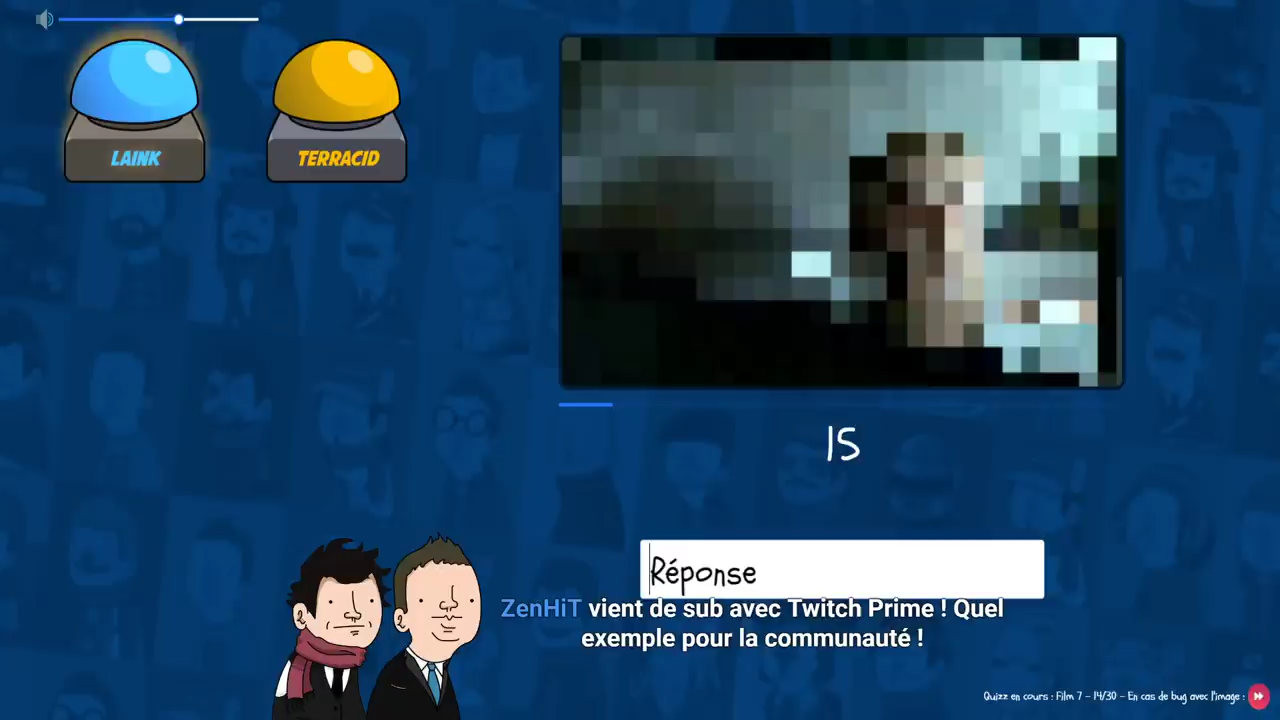 LAINK
TERRACID
15
Réponse
ZenHiT vient de sub avec Twitch Prime ! Quel
exemple pour la communauté !
Quizz en cours : Film 7 - 14/30 - En cas de bug avec l'image :